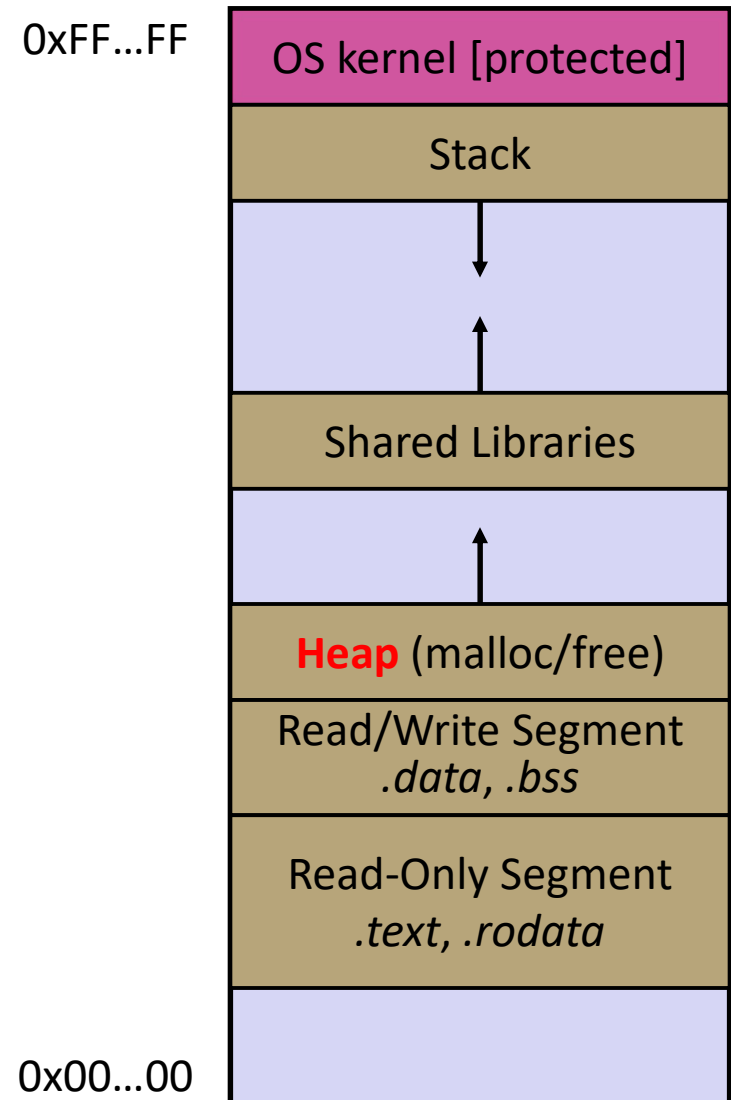 0xFF…FF
OS kernel [protected]
Stack
Shared Libraries
Heap (malloc/free)
Read/Write Segment
.data, .bss
Read-Only Segment
.text, .rodata
0x00…00